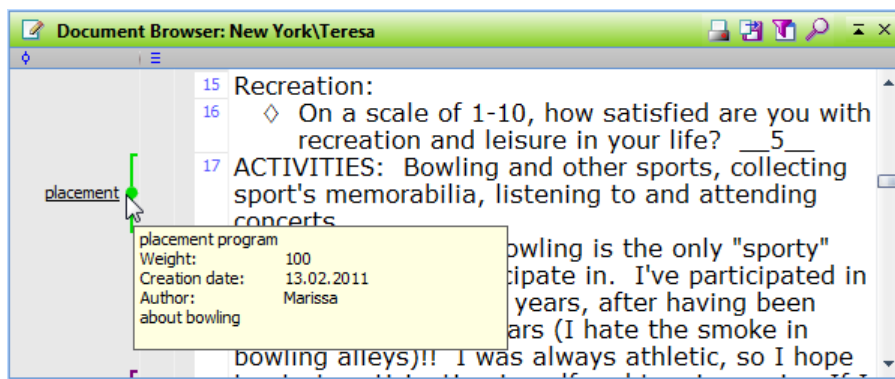 Document Browser: New York\Teresa
15 Recreation:
16 ◊ On a scale of 1-10, how satisfied are you with
recreation and leisure in your life? __5__
17 ACTIVITIES: Bowling and other sports, collecting
placement
sport's memorabilia, listening to and attending
concerts
placement program
Weight: 100
Creation date: 13.02.2011
Author: Marissa
about bowling
owling is the only "sporty"
cipate in. I've participated in
years, after having been
ars (I hate the smoke in
bowling alleys)!! I was always athletic, so I hope